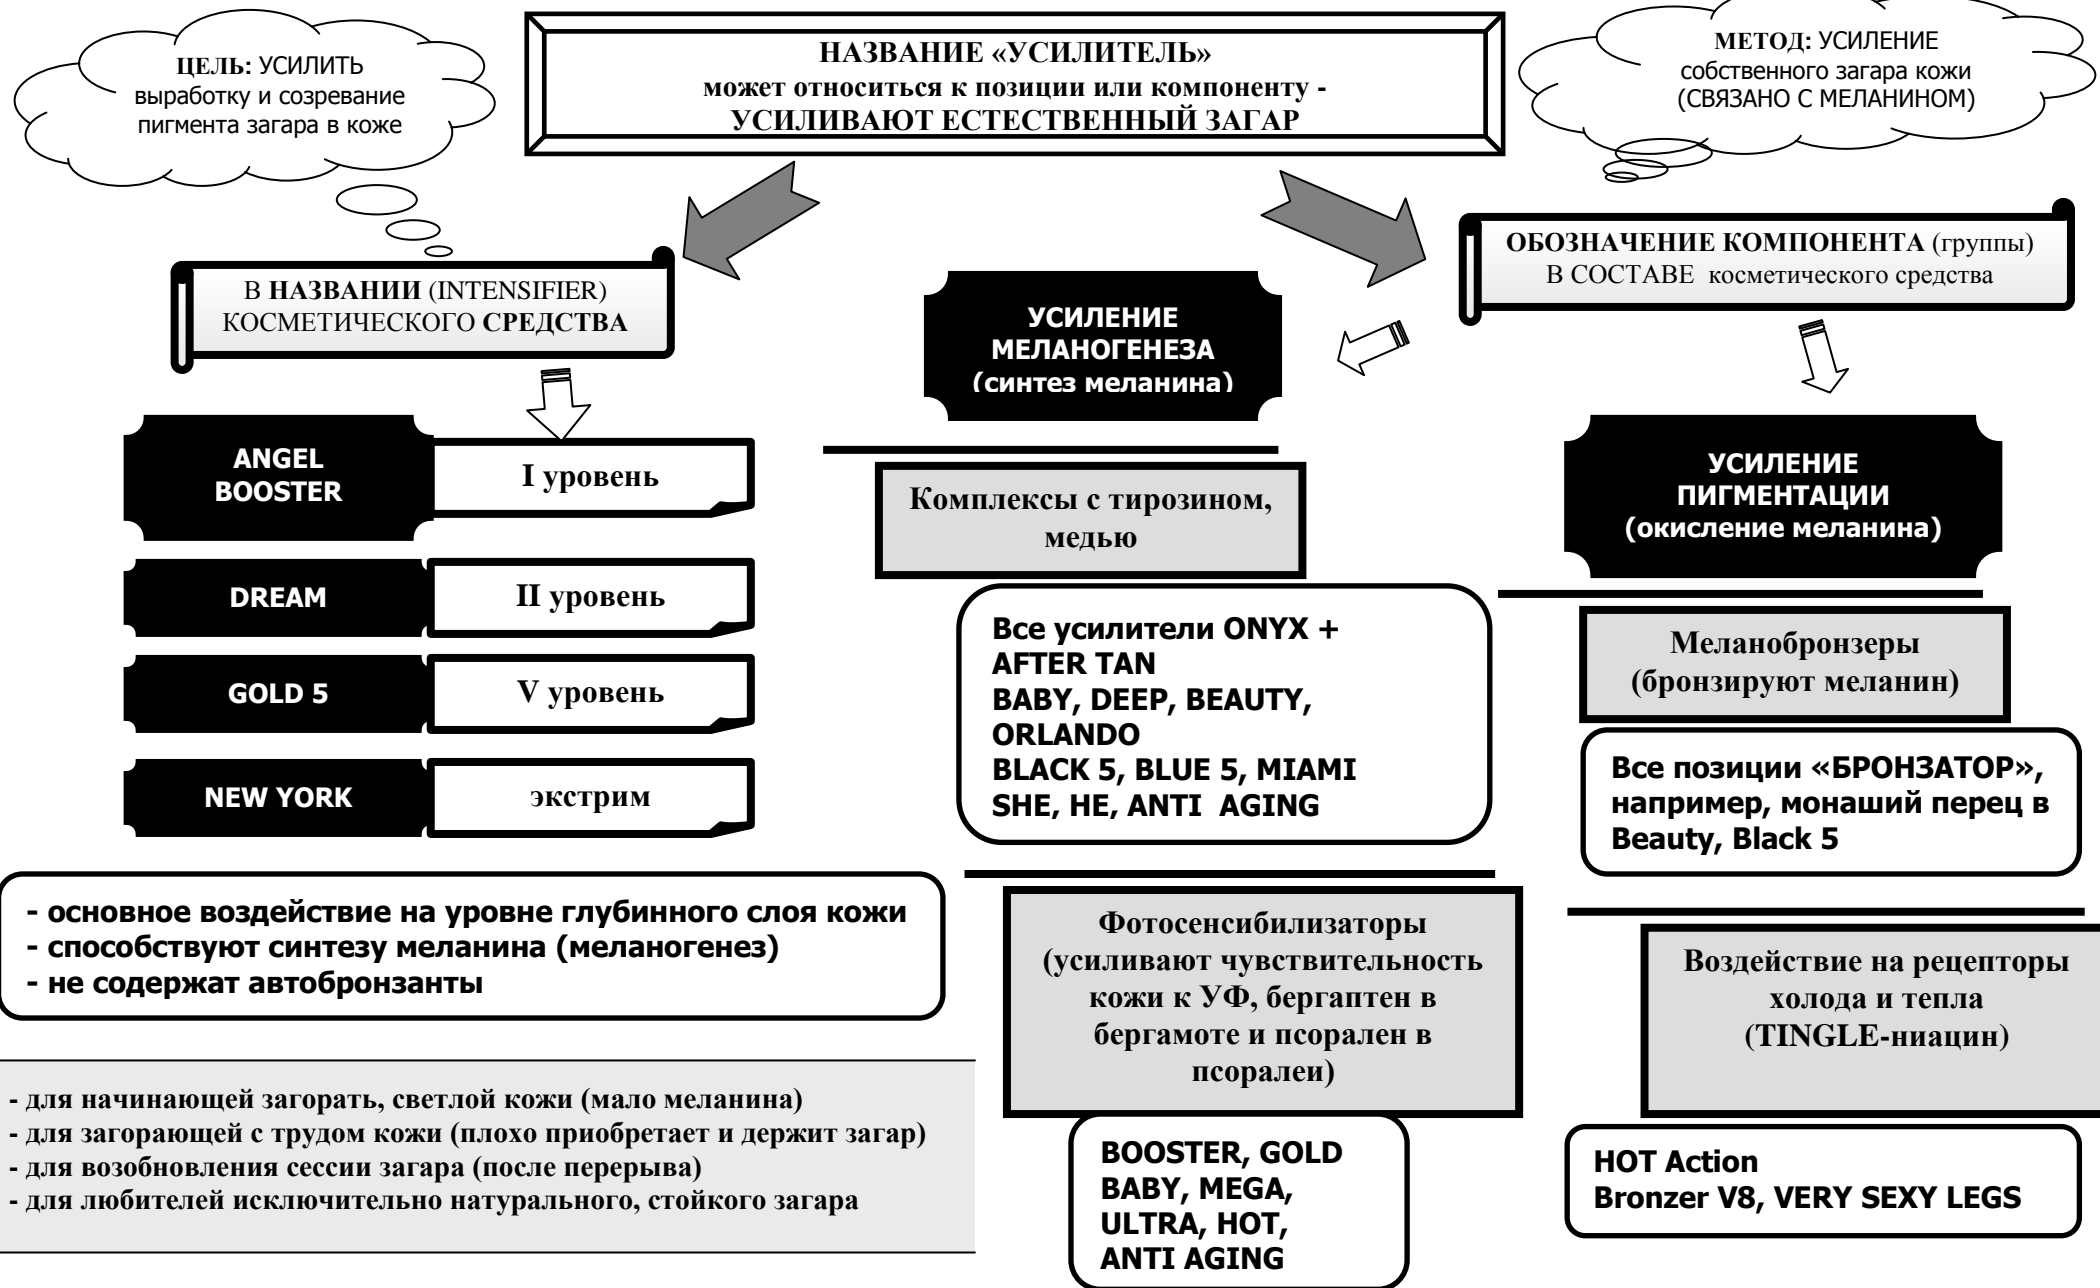 ЦЕЛЬ: УСИЛИТЬ
выработку и созревание
пигмента загара в коже
НАЗВАНИЕ «УСИЛИТЕЛЬ»
может относиться к позиции или компоненту -
УСИЛИВАЮТ ЕСТЕСТВЕННЫЙ ЗАГАР
МЕТОД: УСИЛЕНИЕ
собственного загара кожи
(СВЯЗАНО С МЕЛАНИНОМ)
В НАЗВАНИИ (INTENSIFIER)
КОСМЕТИЧЕСКОГО СРЕДСТВА
ОБОЗНАЧЕНИЕ КОМПОНЕНТА (группы)
В СОСТАВЕ косметического средства
ANGEL
BOOSTER
I уровень
DREAM
II уровень
GOLD 5
V уровень
NEW YORK
экстрим
- основное воздействие на уровне глубинного слоя кожи
- способствуют синтезу меланина (меланогенез)
- не содержат автобронзанты
- для начинающей загорать, светлой кожи (мало меланина)
- для загорающей с трудом кожи (плохо приобретает и держит загар)
- для возобновления сессии загара (после перерыва)
- для любителей исключительно натурального, стойкого загара
УСИЛЕНИЕ
МЕЛАНОГЕНЕЗА
(синтез меланина)
Комплексы с тирозином,
медью
Все усилители ONYX +
AFTER TAN
BABY, DEEP, BEAUTY,
ORLANDO
BLACK 5, BLUE 5, MIAMI
SHE, HE, ANTI AGING
Фотосенсибилизаторы
(усиливают чувствительность
кожи к УФ, бергаптен в
бергамоте и псорален в
псоралеи)
BOOSTER, GOLD
BABY, MEGA,
ULTRA, HOT,
ANTI AGING
УСИЛЕНИЕ
ПИГМЕНТАЦИИ
(окисление меланина)
Меланобронзеры
(бронзируют меланин)
Все позиции «БРОНЗАТОР»,
например, монаший перец в
Beauty, Black 5
Воздействие на рецепторы
холода и тепла
(TINGLE-ниацин)
HOT Action
Bronzer V8, VERY SEXY LEGS